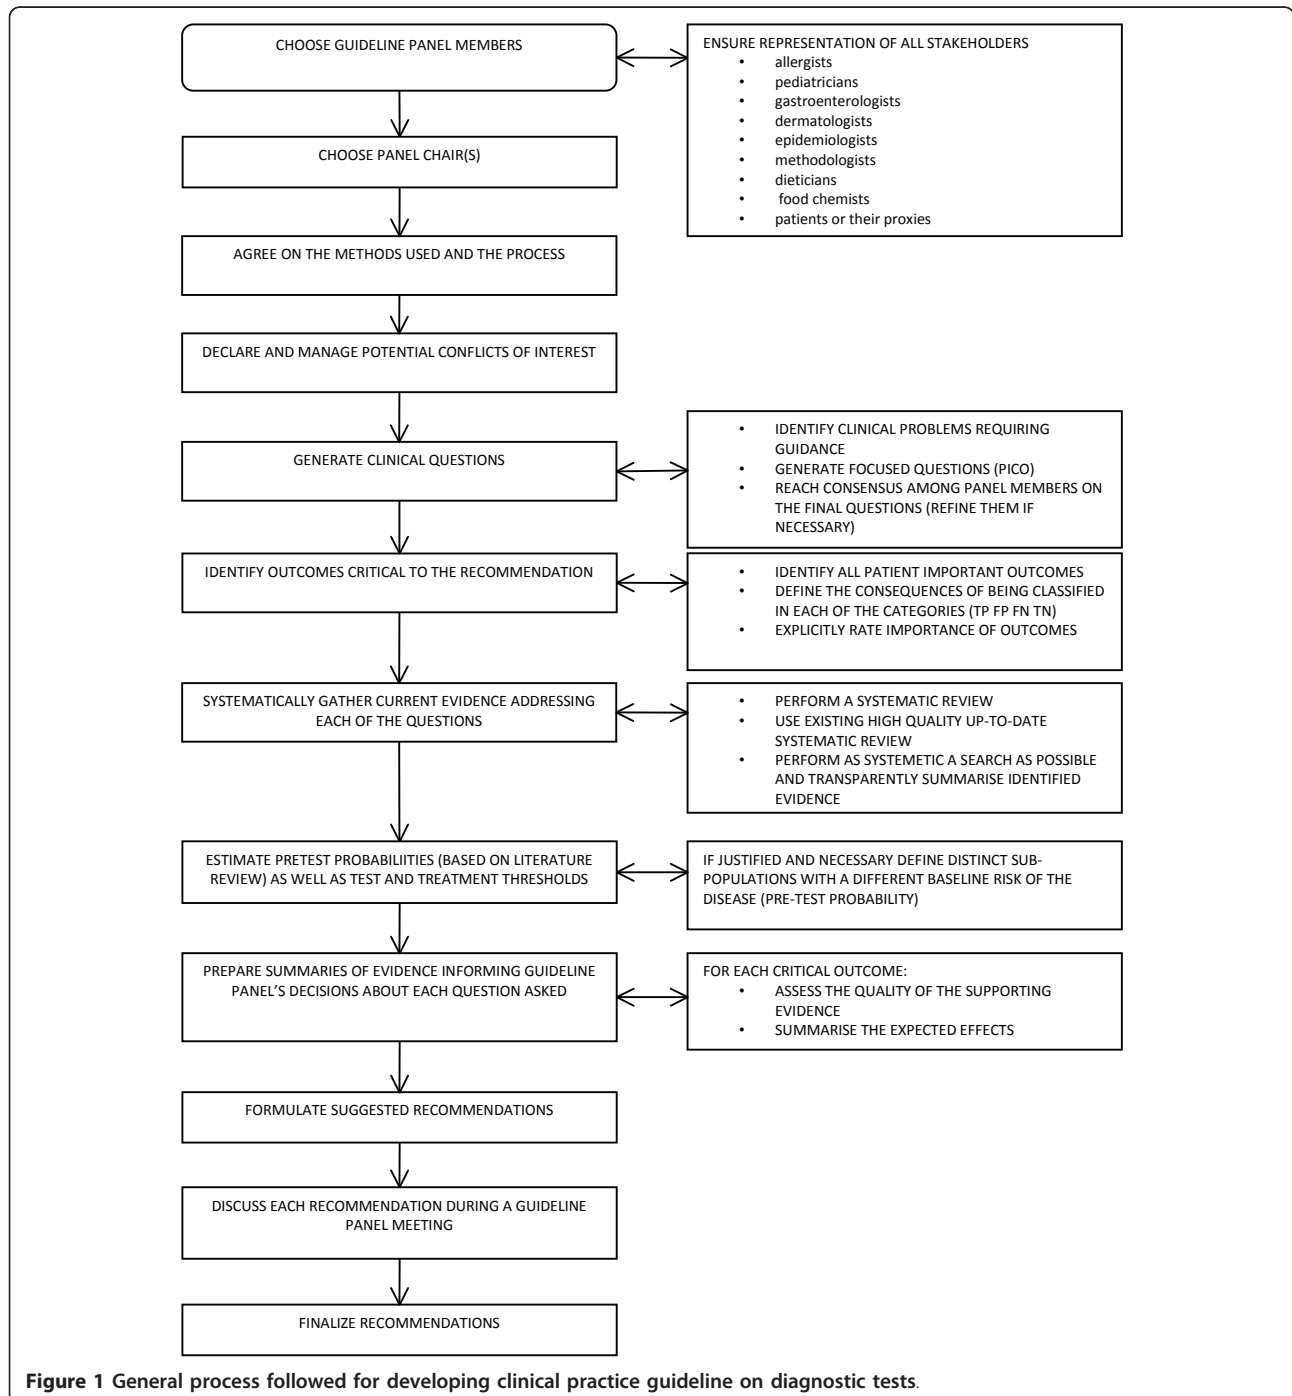 CHOOSE GUIDELINE PANEL MEMBERS
ENSURE REPRESENTATION OF ALL STAKEHOLDERS
• allergists
• pediatricians
• gastroenterologists
• dermatologists
• epidemiologists
• methodologists
• dieticians
• food chemists
• patients or their proxies
CHOOSE PANEL CHAIR(S)
AGREE ON THE METHODS USED AND THE PROCESS
DECLARE AND MANAGE POTENTIAL CONFLICTS OF INTEREST
GENERATE CLINICAL QUESTIONS
• IDENTIFY CLINICAL PROBLEMS REQUIRING
GUIDANCE
• GENERATE FOCUSED QUESTIONS (PICO)
• REACH CONSENSUS AMONG PANEL MEMBERS ON
THE FINAL QUESTIONS (REFINE THEM IF
NECESSARY)
IDENTIFY OUTCOMES CRITICAL TO THE RECOMMENDATION
• IDENTIFY ALL PATIENT IMPORTANT OUTCOMES
• DEFINE THE CONSEQUENCES OF BEING CLASSIFIED
IN EACH OF THE CATEGORIES (TP FP FN TN)
• EXPLICITLY RATE IMPORTANCE OF OUTCOMES
SYSTEMATICALLY GATHER CURRENT EVIDENCE ADDRESSING
EACH OF THE QUESTIONS
• PERFORM A SYSTEMATIC REVIEW
• USE EXISTING HIGH QUALITY UP-TO-DATE
SYSTEMATIC REVIEW
• PERFORM AS SYSTEMETIC A SEARCH AS POSSIBLE
AND TRANSPARENTLY SUMMARISE IDENTIFIED
EVIDENCE
ESTIMATE PRETEST PROBABILIITIES (BASED ON LITERATURE
REVIEW) AS WELL AS TEST AND TREATMENT THRESHOLDS
IF JUSTIFIED AND NECESSARY DEFINE DISTINCT SUB-
POPULATIONS WITH A DIFFERENT BASELINE RISK OF THE
DISEASE (PRE-TEST PROBABILITY)
PREPARE SUMMARIES OF EVIDENCE INFORMING GUIDELINE
PANEL'S DECISIONS ABOUT EACH QUESTION ASKED
FOR EACH CRITICAL OUTCOME:
• ASSESS THE QUALITY OF THE SUPPORTING
EVIDENCE
• SUMMARISE THE EXPECTED EFFECTS
FORMULATE SUGGESTED RECOMMENDATIONS
DISCUSS EACH RECOMMENDATION DURING A GUIDELINE
PANEL MEETING
FINALIZE RECOMMENDATIONS
Figure 1 General process followed for developing clinical practice guideline on diagnostic tests.